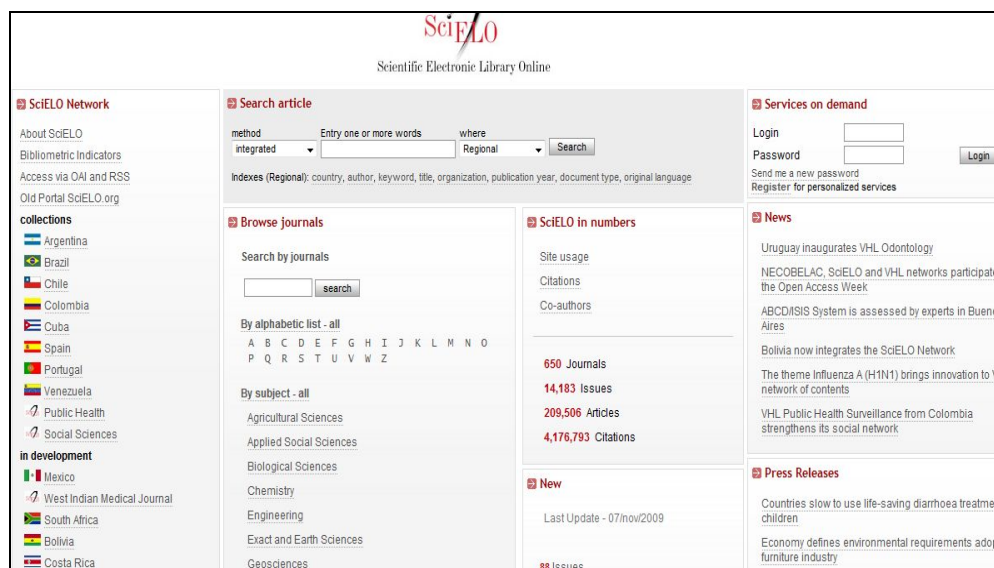 SciELO
Scientific Electronic Library Online
SciELO Network
About SciELO
Bibliometric Indicators
Access via OAI and RSS
Old Portal SciELO.org
collections
Argentina
Brazil
Chile
Colombia
Cuba
Spain
Portugal
Venezuela
Public Health
Social Sciences
in development
Mexico
West Indian Medical Journal
South Africa
Bolivia
Costa Rica
Search article
method Entry one or more words where
integrated Regional Search
Indexes (Regional): country, author, keyword, title, organization, publication year, document type, original language
Browse journals
Search by journals
search
By alphabetic list - all
A B C D E F G H I J K L M N O
P Q R S T U V W Z
By subject - all
Agricultural Sciences
Applied Social Sciences
Biological Sciences
Chemistry
Engineering
Exact and Earth Sciences
Geosciences
SciELO in numbers
Site usage
Citations
Co-authors
650 Journals
14,183 Issues
209,506 Articles
4,176,793 Citations
New
Last Update - 07/nov/2009
88 Issues
Services on demand
Login
Password Login
Send me a new password
Register for personalized services
News
Uruguay inaugurates VHL Odontology
NECOBELAC, SciELO and VHL networks participate
the Open Access Week
ABCD/ISIS System is assessed by experts in Bueno
Aires
Bolivia now integrates the SciELO Network
The theme Influenza A (H1N1) brings innovation to V
network of contents
VHL Public Health Surveillance from Colombia
strengthens its social network
Press Releases
Countries slow to use life-saving diarrhoea treatme
children
Economy defines environmental requirements adop
furniture industry